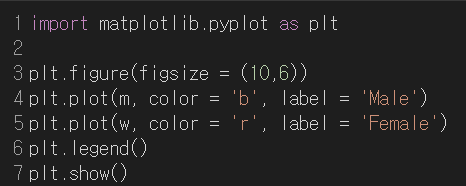 1 import matplotlib.pyplot as plt
2
3 plt.figure(figsize = (10,6))
4 plt.plot(m, color = 'b', label = 'Male')
5 plt.plot(w, color = 'r', label = 'Female')
6 plt.legend()
7 plt.show()